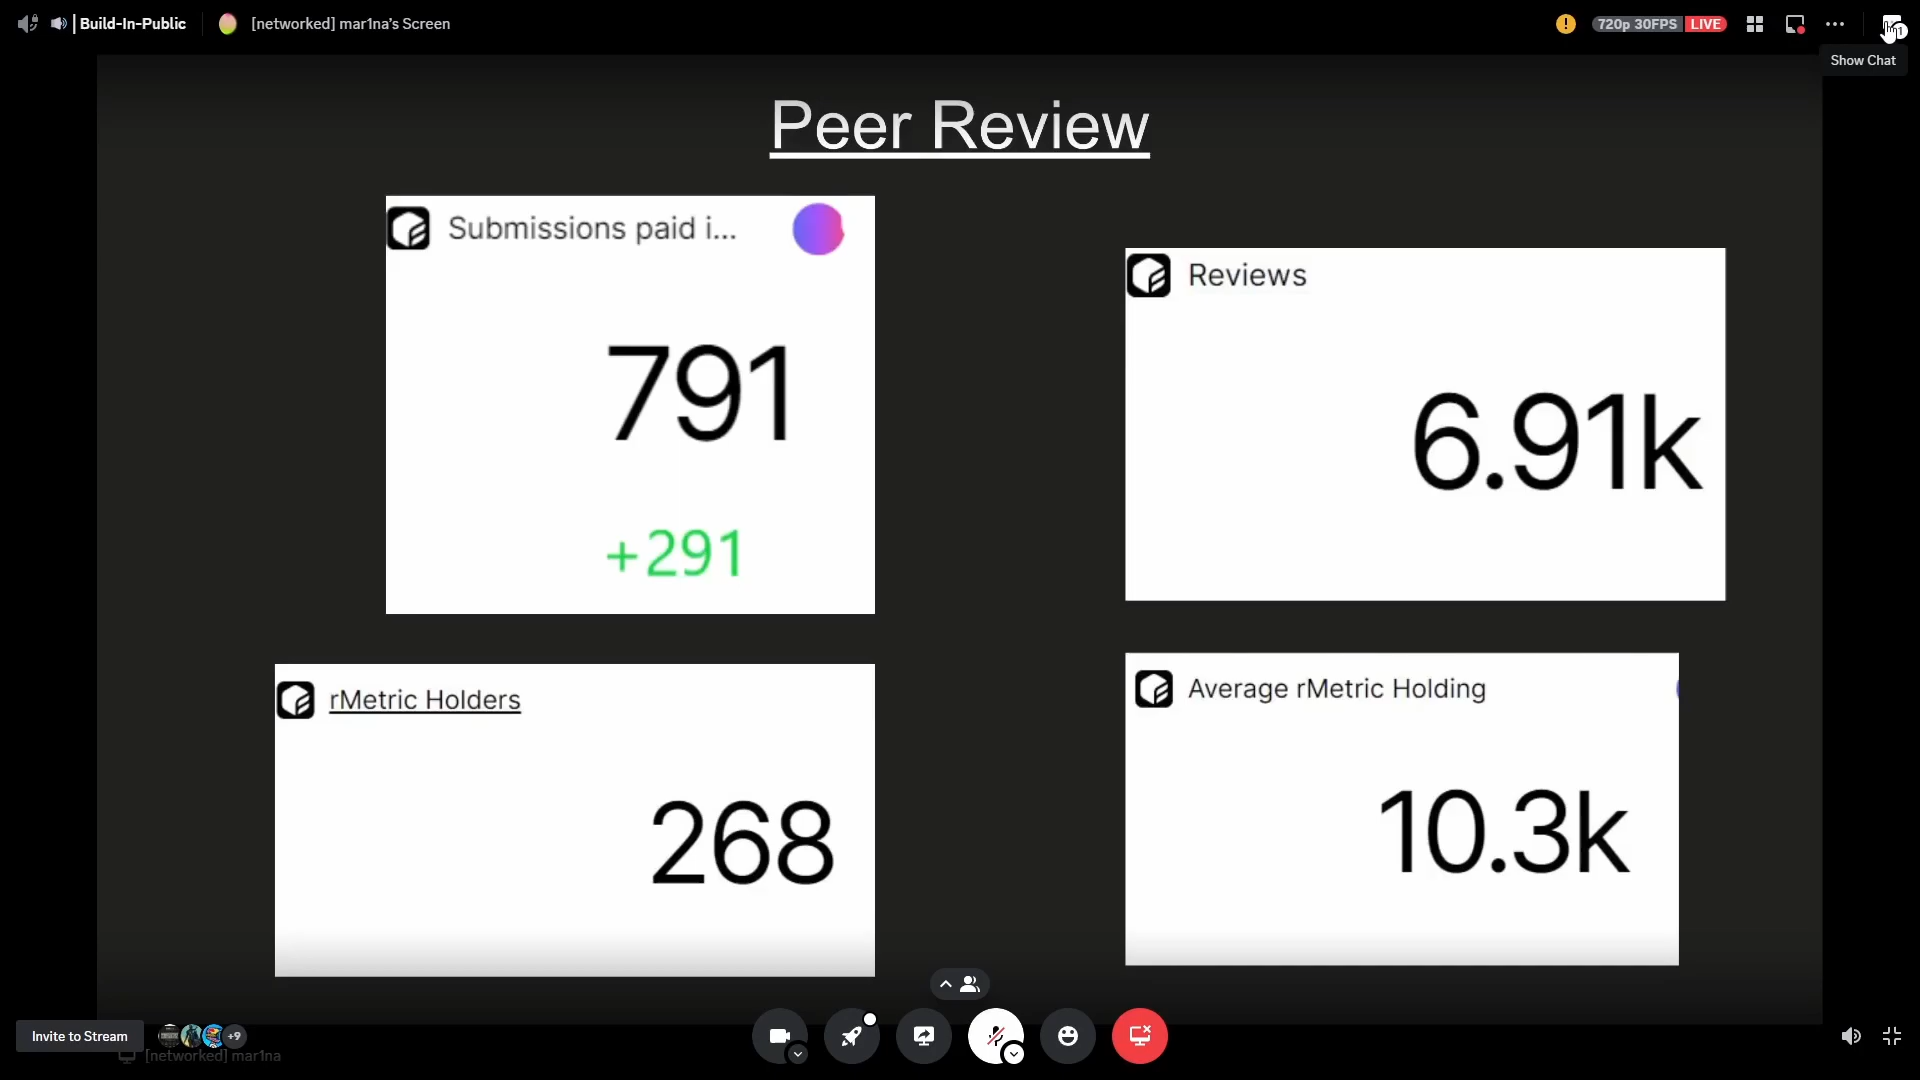 Build-In-Public
[networked] mar1na's Screen
720p 30FPS LIVE
1
Show Chat
Peer Review
Submissions paid i...
791
+291
Reviews
6.91k
rMetric Holders
268
Average rMetric Holding
10.3k
Invite to Stream
+9
[networked] mar1na